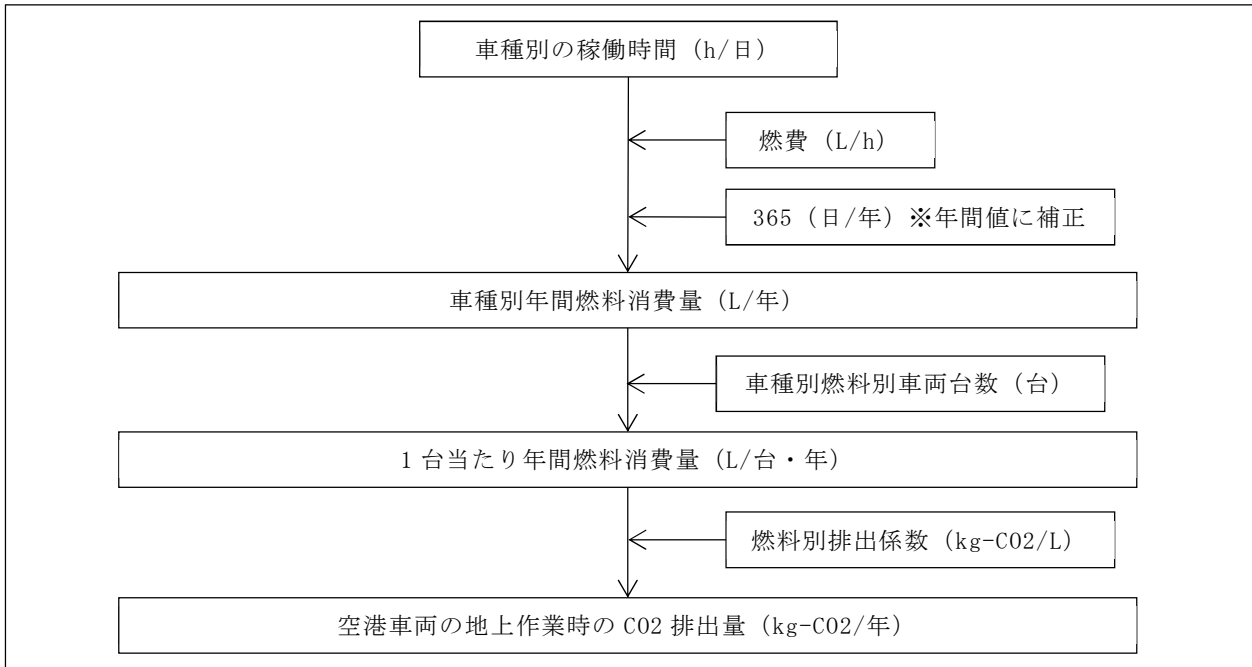 車種別の稼働時間（h/日）
燃費（L/h）
365（日/年）※年間値に補正
車種別年間燃料消費量（L/年）
車種別燃料別車両台数（台）
1台当たり年間燃料消費量（L/台・年）
燃料別排出係数（kg-CO2/L）
空港車両の地上作業時の CO2 排出量（kg-CO2/年）